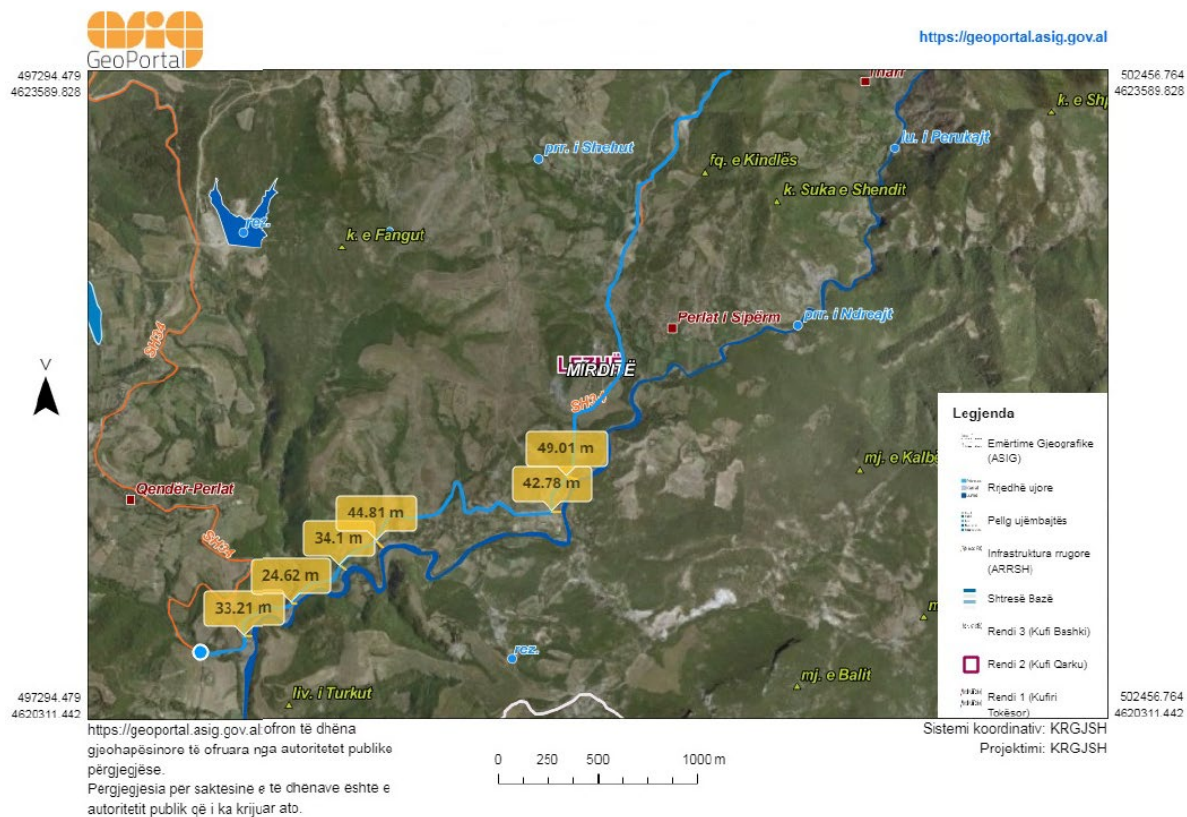 asig
GeoPortal
https://geoportal.asig.gov.al
497294.479
4623589.828
502456.764
4623589.828
Tharr
k. e Shp
lu. i Perukajt
prr. i Shehut
fq. e Kindlës
k. Suka e Shendit
rez.
k. e Fangut
SH34
Perlat i Sipërm
prr. i Ndreajt
V
LEZHË
MIRDITË
SH34
Legjenda
Emërtime Gjeografike
(ASIG)
Rrjedhë ujore
Pellg ujëmbajtës
Infrastruktura rrugore
(ARRSH)
Shtresë Bazë
Rendi 3 (Kufi Bashki)
Rendi 2 (Kufi Qarku)
Rendi 1 (Kufiri
Tokësor)
49.01 m
mj. e Kalbë
42.78 m
Qendër-Perlat
44.81 m
34.1 m
SH34
24.62 m
33.21 m
m
rez.
mj. e Balit
liv. i Turkut
497294.479
4620311.442
502456.764
4620311.442
https://geoportal.asig.gov.al ofron të dhëna
gjeohapësinore të ofruara nga autoritetet publike
përgjegjëse.
Pergjegjesia per saktesine e të dhenave eshte e
autoritetit publik që i ka krijuar ato.
0 250 500 1000 m
Sistemi koordinativ: KRGJSH
Projektimi: KRGJSH